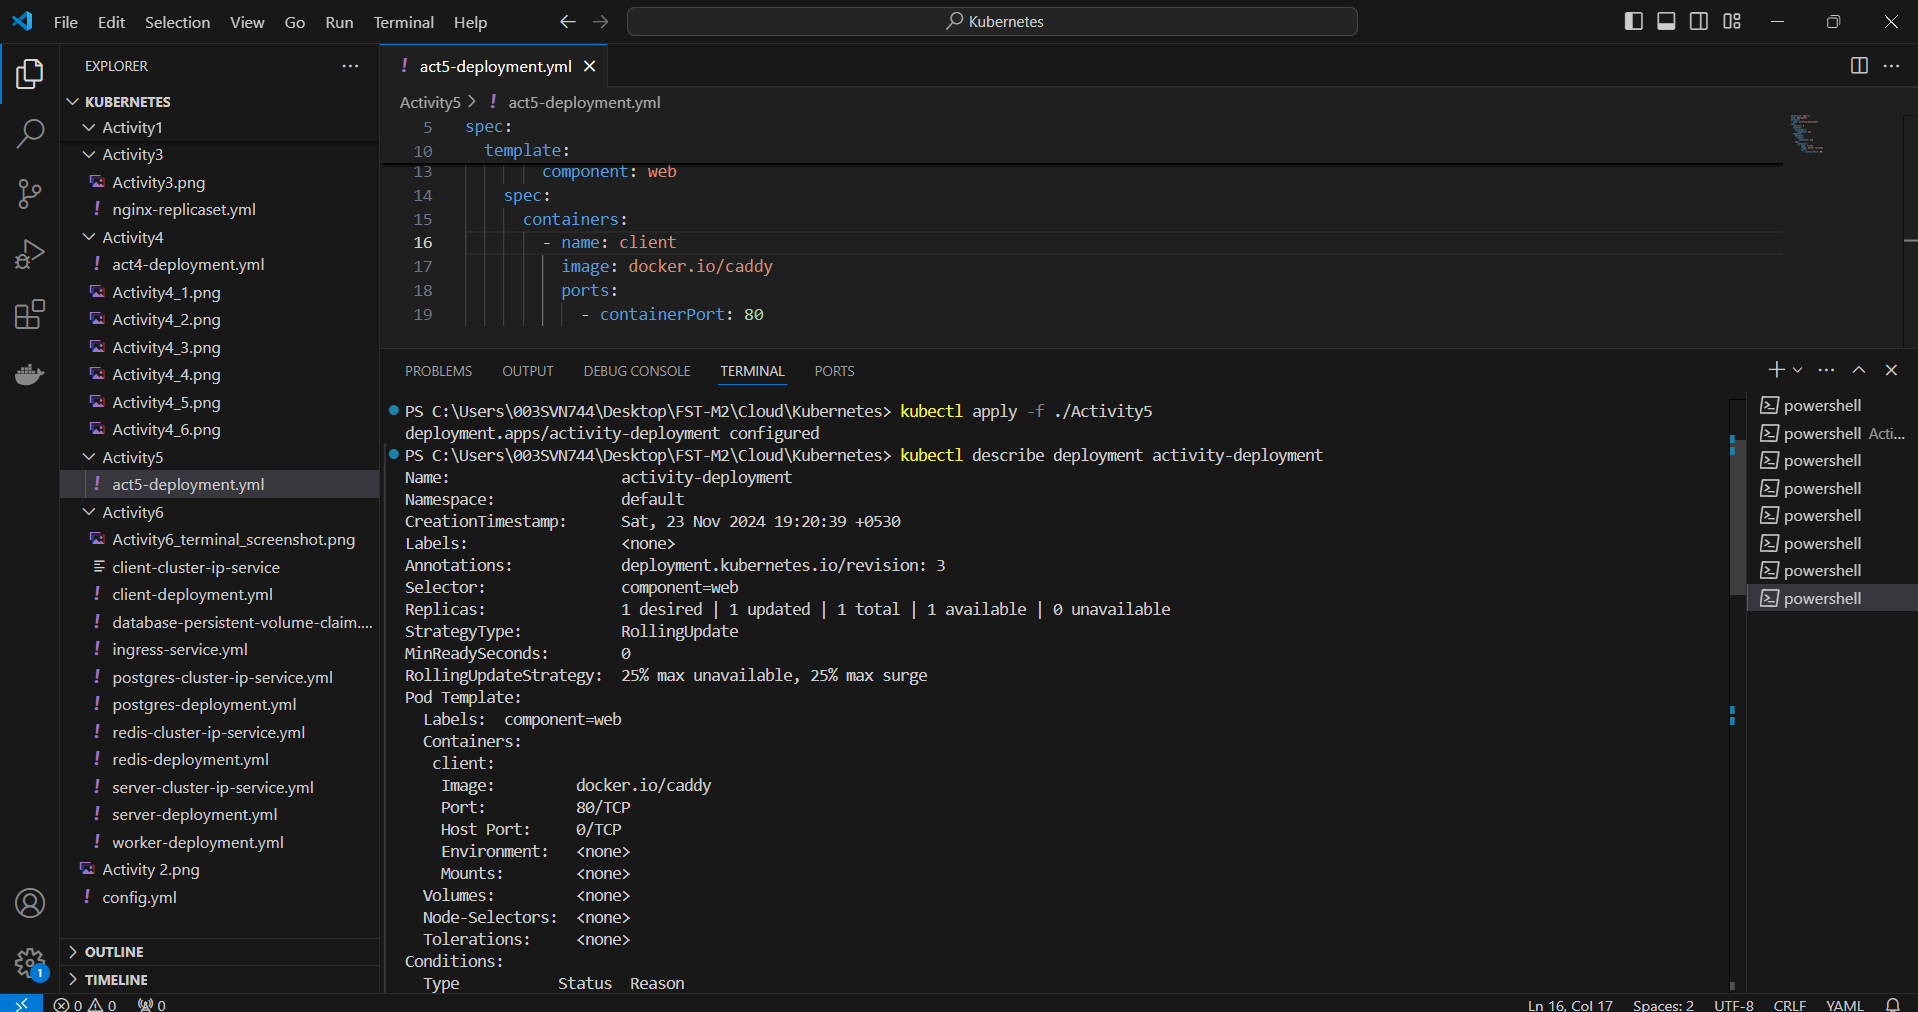 File Edit Selection View Go Run Terminal Help
Kubernetes
EXPLORER
KUBERNETES
Activity1
Activity3
Activity3.png
nginx-replicaset.yml
Activity4
act4-deployment.yml
Activity4_1.png
Activity4_2.png
Activity4_3.png
Activity4_4.png
Activity4_5.png
Activity4_6.png
Activity5
act5-deployment.yml
Activity6
Activity6_terminal_screenshot.png
client-cluster-ip-service
client-deployment.yml
database-persistent-volume-claim....
ingress-service.yml
postgres-cluster-ip-service.yml
postgres-deployment.yml
redis-cluster-ip-service.yml
redis-deployment.yml
server-cluster-ip-service.yml
server-deployment.yml
worker-deployment.yml
Activity 2.png
config.yml
OUTLINE
TIMELINE
1
! act5-deployment.yml
Activity5 > ! act5-deployment.yml
5 spec:
10 template:
13 component: web
14 spec:
15 containers:
16 - name: client
17 image: docker.io/caddy
18 ports:
19 - containerPort: 80
PROBLEMS OUTPUT DEBUG CONSOLE TERMINAL PORTS
PS C:\Users\003SVN744\Desktop\FST-M2\Cloud\Kubernetes> kubectl apply -f ./Activity5
deployment.apps/activity-deployment configured
PS C:\Users\003SVN744\Desktop\FST-M2\Cloud\Kubernetes> kubectl describe deployment activity-deployment
Name: activity-deployment
Namespace: default
CreationTimestamp: Sat, 23 Nov 2024 19:20:39 +0530
Labels: <none>
Annotations: deployment.kubernetes.io/revision: 3
Selector: component=web
Replicas: 1 desired | 1 updated | 1 total | 1 available | 0 unavailable
StrategyType: RollingUpdate
MinReadySeconds: 0
RollingUpdateStrategy: 25% max unavailable, 25% max surge
Pod Template:
Labels: component=web
Containers:
client:
Image: docker.io/caddy
Port: 80/TCP
Host Port: 0/TCP
Environment: <none>
Mounts: <none>
Volumes: <none>
Node-Selectors: <none>
Tolerations: <none>
Conditions:
Type Status Reason
powershell
powershell Acti...
powershell
powershell
powershell
powershell
powershell
powershell
0 0 0
Ln 16, Col 17 Spaces: 2 UTF-8 CRLF YAML